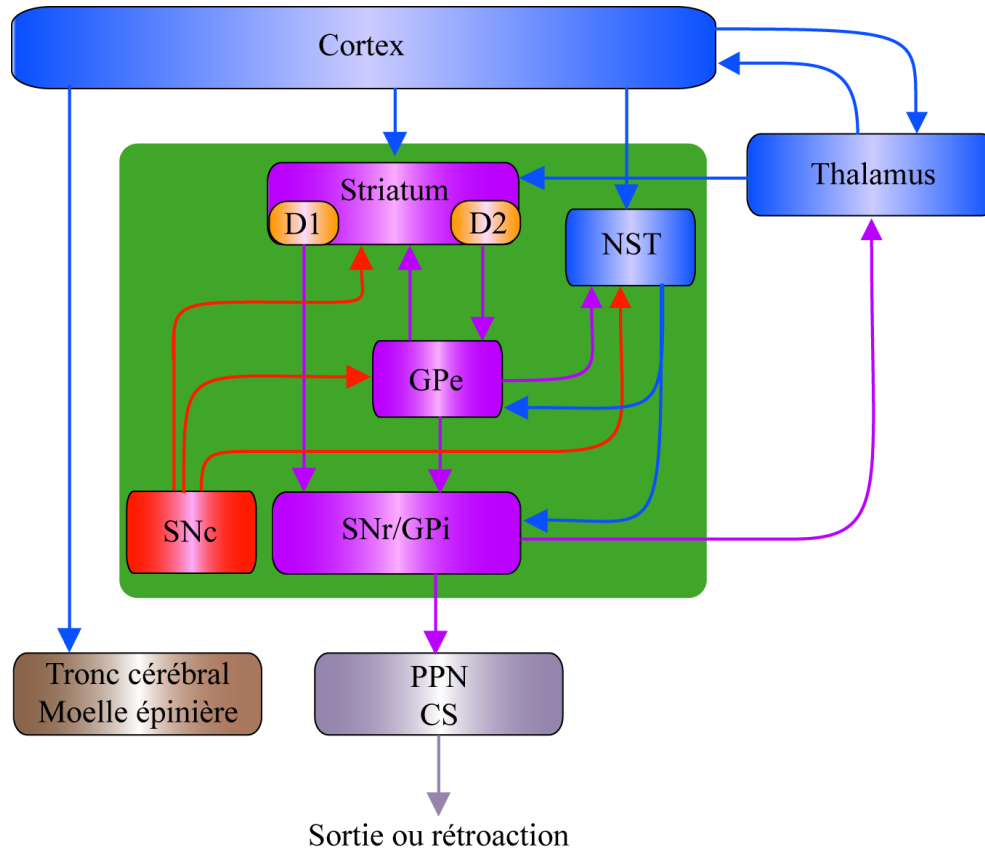 Cortex
Thalamus
Striatum
D1
D2
NST
GPe
SNc
SNr/GPi
Tronc cérébral
Moelle épinière
PPN
CS
Sortie ou rétroaction